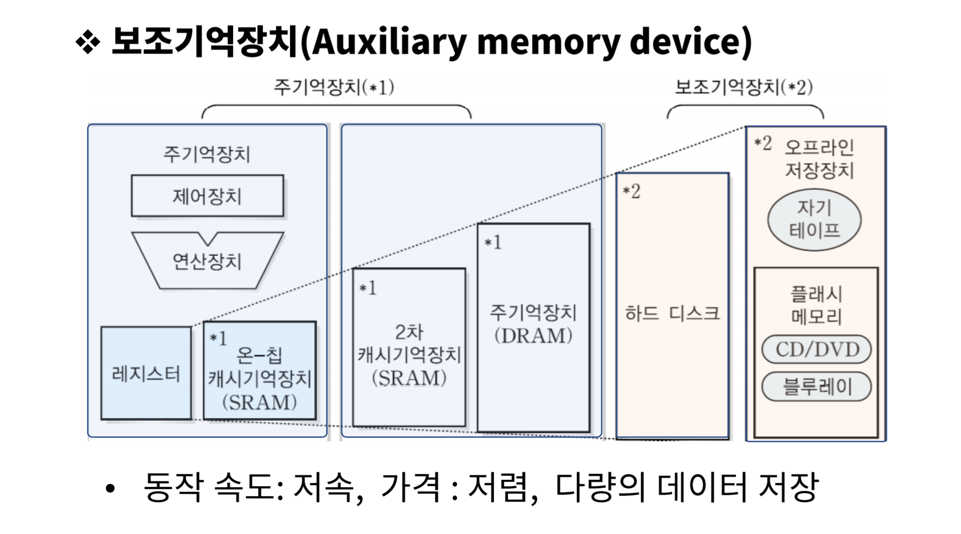 ❖ 보조기억장치(Auxiliary memory device)
주기억장치(*1)
보조기억장치(*2)
주기억장치
제어장치
연산장치
레지스터
*1
온-칩
캐시기억장치
(SRAM)
*1
2차
캐시기억장치
(SRAM)
*1
주기억장치
(DRAM)
*2
하드 디스크
*2 오프라인
저장장치
자기
테이프
플래시
메모리
CD/DVD
블루레이
• 동작 속도: 저속, 가격 : 저렴, 다량의 데이터 저장